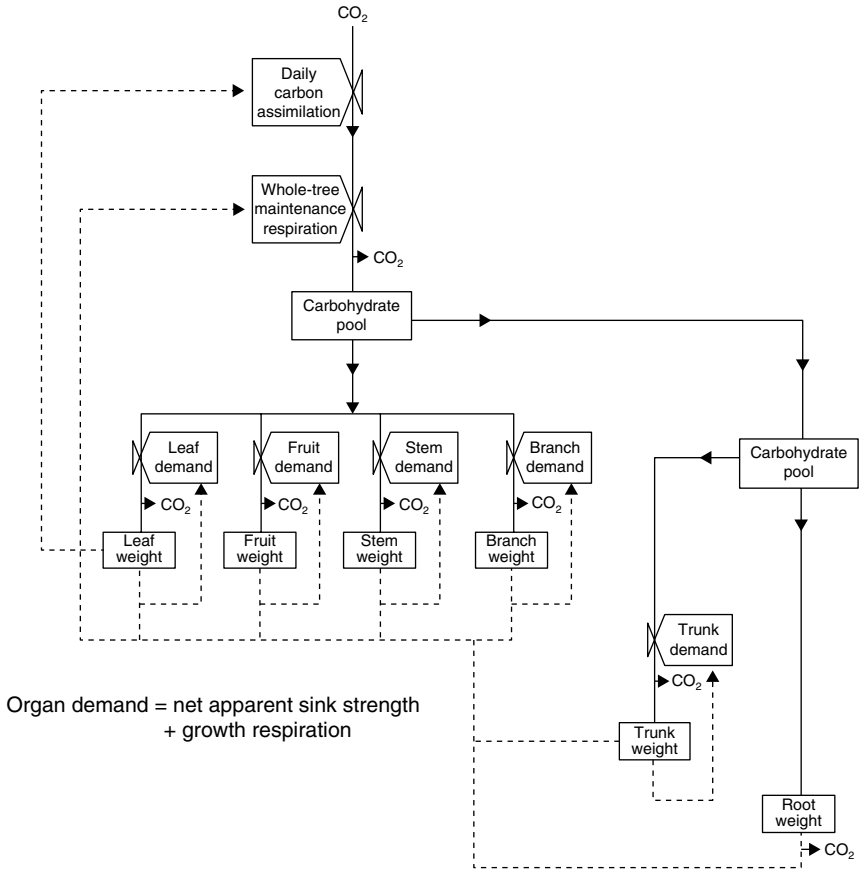 CO₂
Daily
carbon
assimilation
Whole-tree
maintenance
respiration
CO₂
Carbohydrate
pool
Leaf
demand
Fruit
demand
Stem
demand
Branch
demand
Carbohydrate
pool
CO₂
CO₂
CO₂
CO₂
Leaf
weight
Fruit
weight
Stem
weight
Branch
weight
Trunk
demand
CO₂
Organ demand = net apparent sink strength
+ growth respiration
Trunk
weight
Root
weight
CO₂